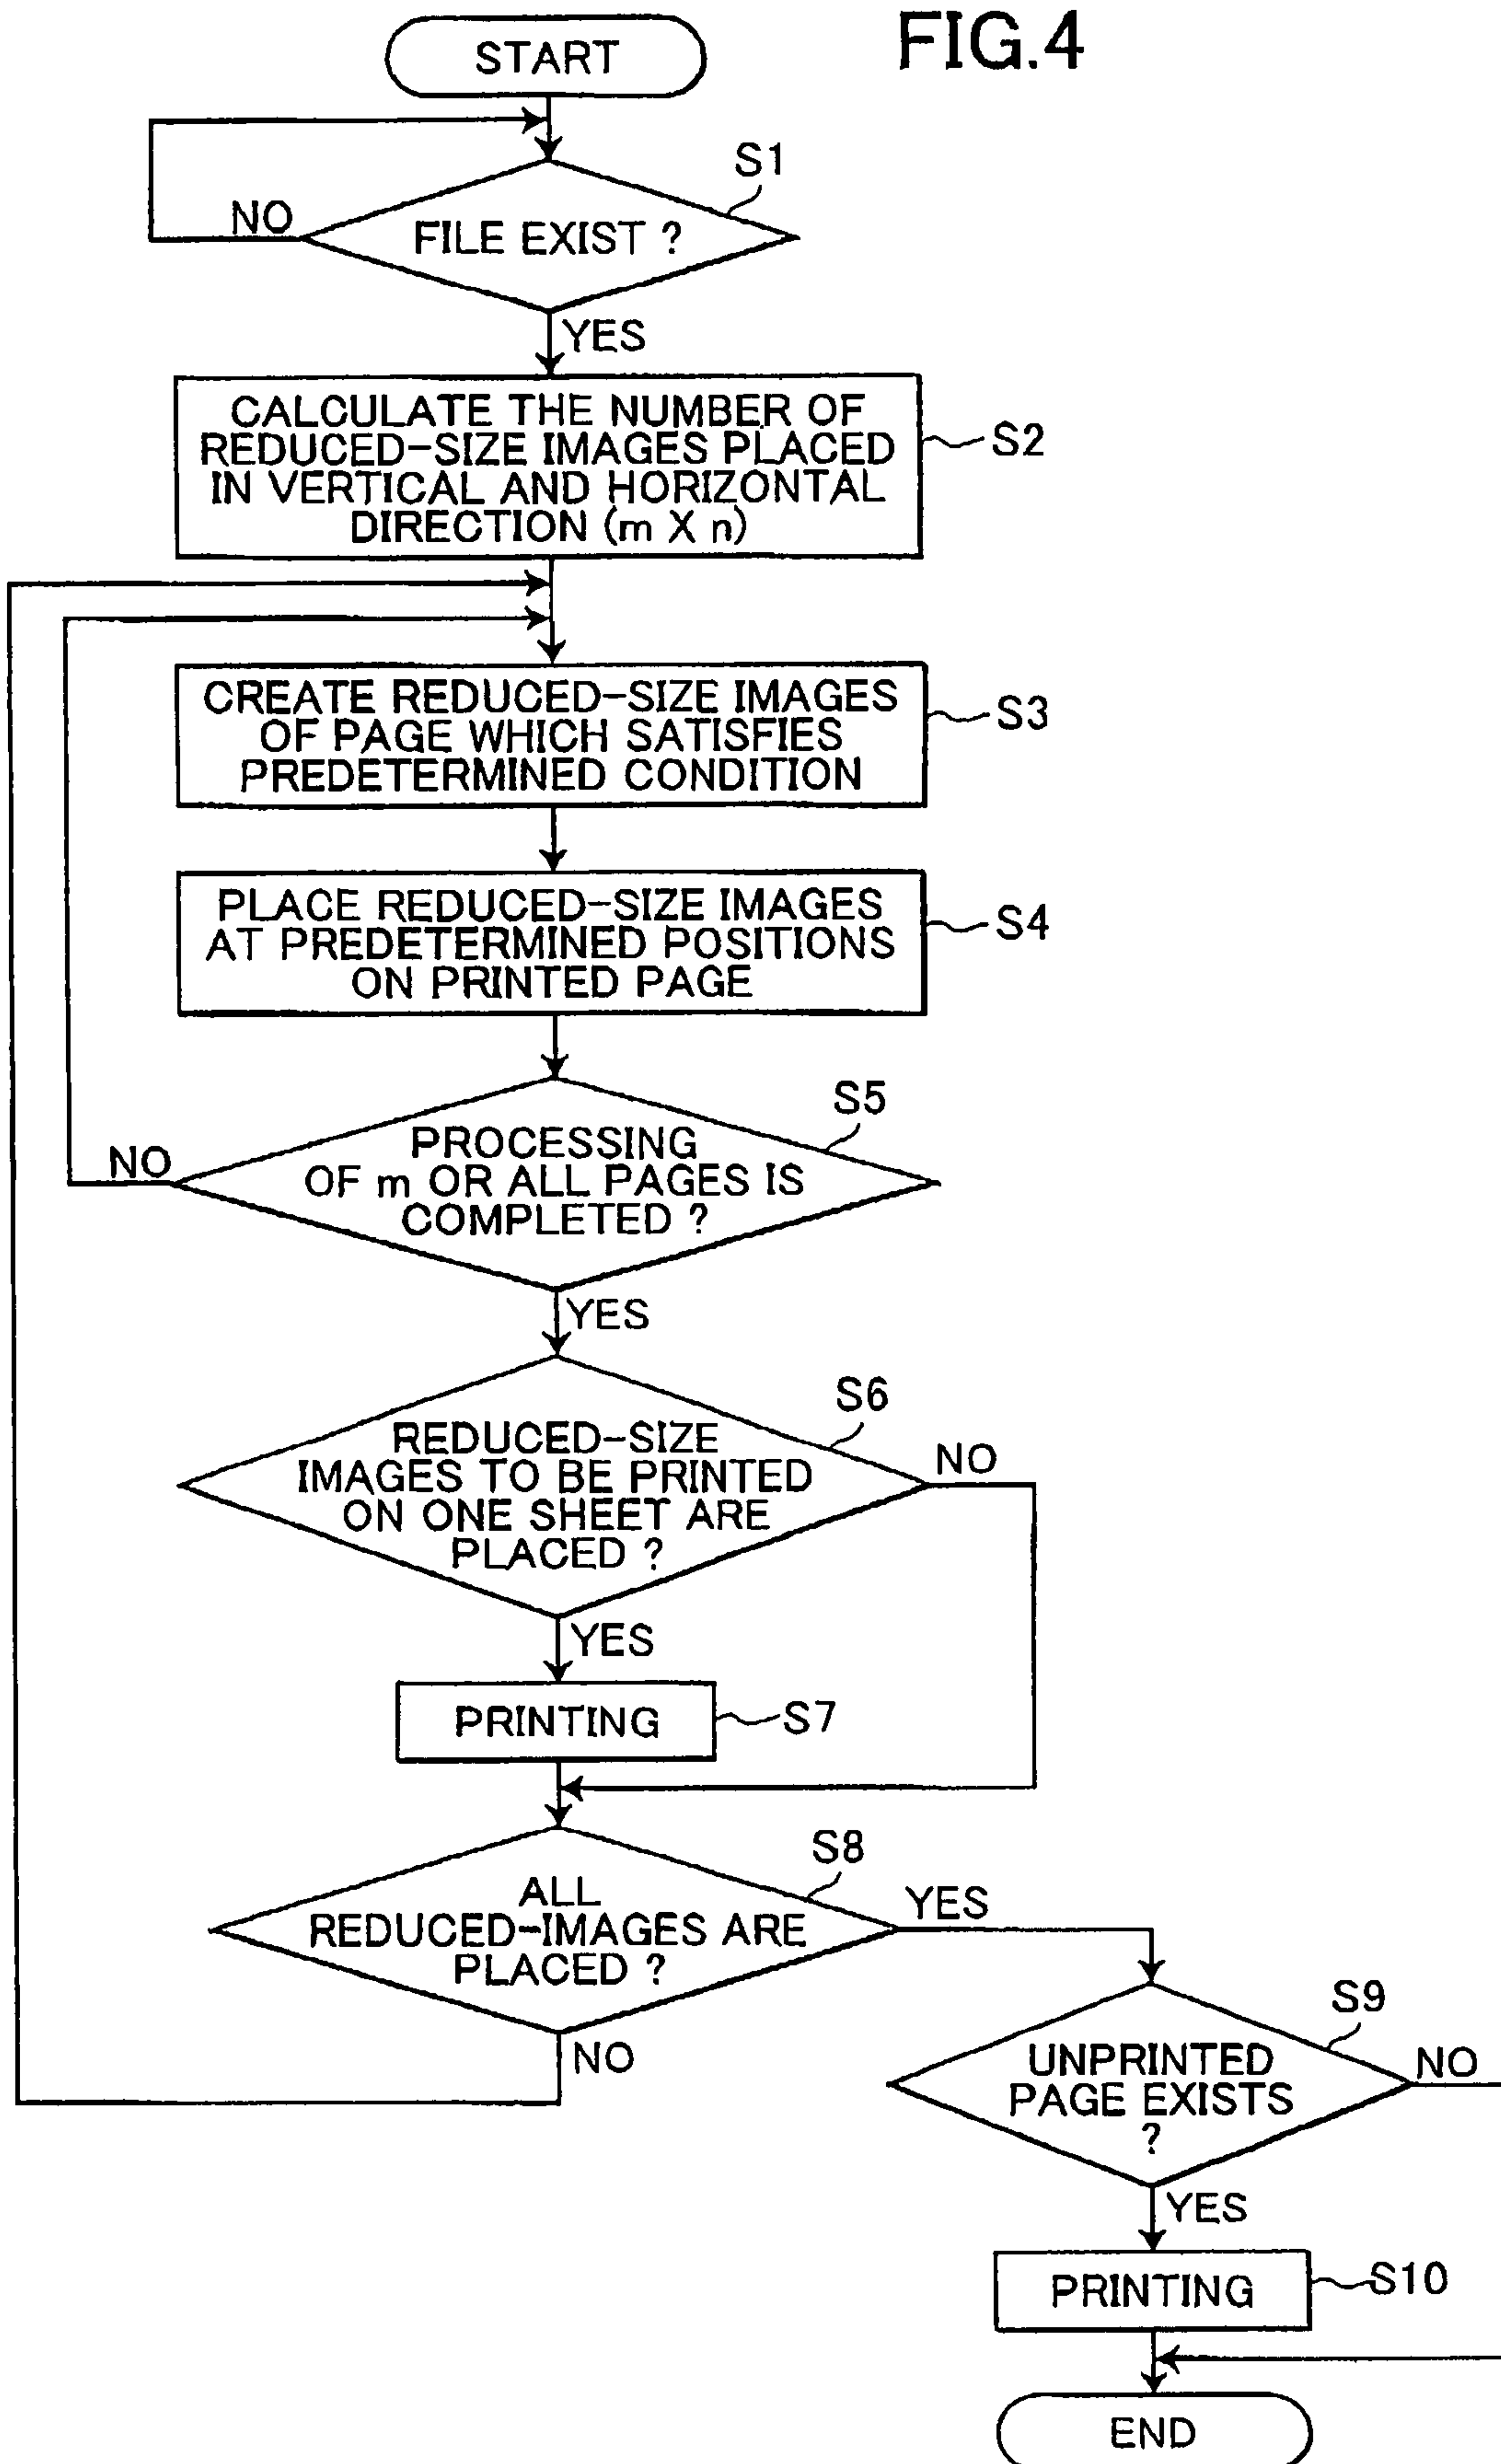 FIG.4
START
S1
NO
FILE EXIST ?
YES
CALCULATE THE NUMBER OF
REDUCED-SIZE IMAGES PLACED
IN VERTICAL AND HORIZONTAL
DIRECTION (m X n)
S2
CREATE REDUCED-SIZE IMAGES
OF PAGE WHICH SATISFIES
PREDETERMINED CONDITION
S3
PLACE REDUCED-SIZE IMAGES
AT PREDETERMINED POSITIONS
ON PRINTED PAGE
S4
S5
NO
PROCESSING
OF m OR ALL PAGES IS
COMPLETED ?
YES
S6
REDUCED-SIZE
IMAGES TO BE PRINTED
ON ONE SHEET ARE
PLACED ?
NO
YES
PRINTING
S7
S8
ALL
REDUCED-IMAGES ARE
PLACED ?
YES
NO
S9
UNPRINTED
PAGE EXISTS
?
NO
YES
PRINTING
S10
END